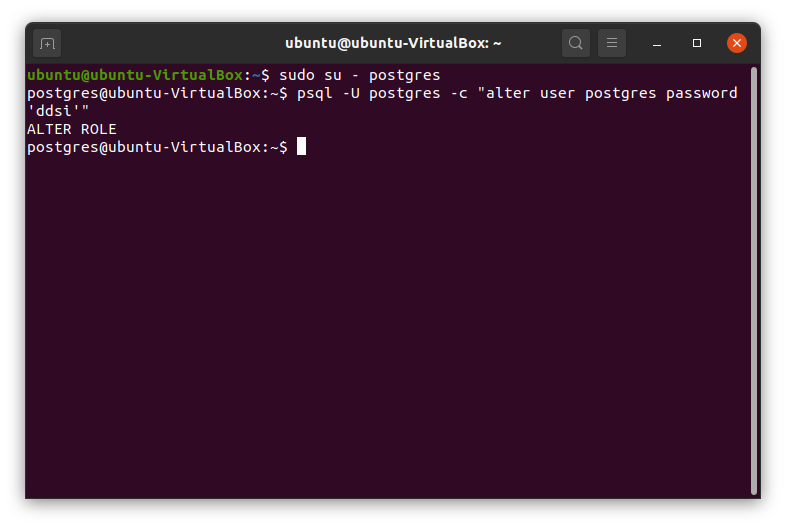 ubuntu@ubuntu-VirtualBox: ~
ubuntu@ubuntu-VirtualBox:~$ sudo su - postgres
postgres@ubuntu-VirtualBox:~$ psql -U postgres -c "alter user postgres password
'ddsi'"
ALTER ROLE
postgres@ubuntu-VirtualBox:~$